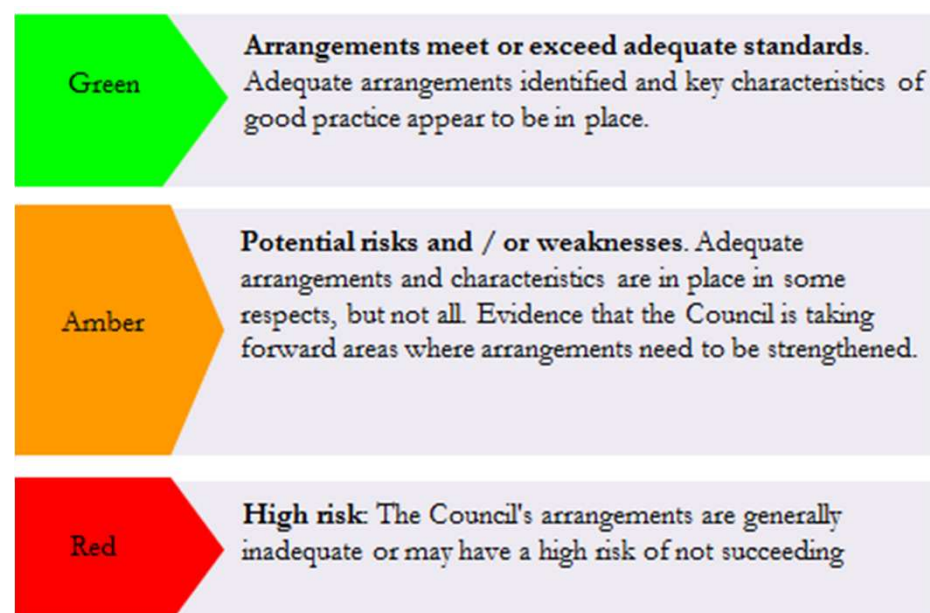 Green
Arrangements meet or exceed adequate standards.
Adequate arrangements identified and key characteristics of
good practice appear to be in place.
Amber
Potential risks and / or weaknesses. Adequate
arrangements and characteristics are in place in some
respects, but not all. Evidence that the Council is taking
forward areas where arrangements need to be strengthened.
Red
High risk: The Council's arrangements are generally
inadequate or may have a high risk of not succeeding